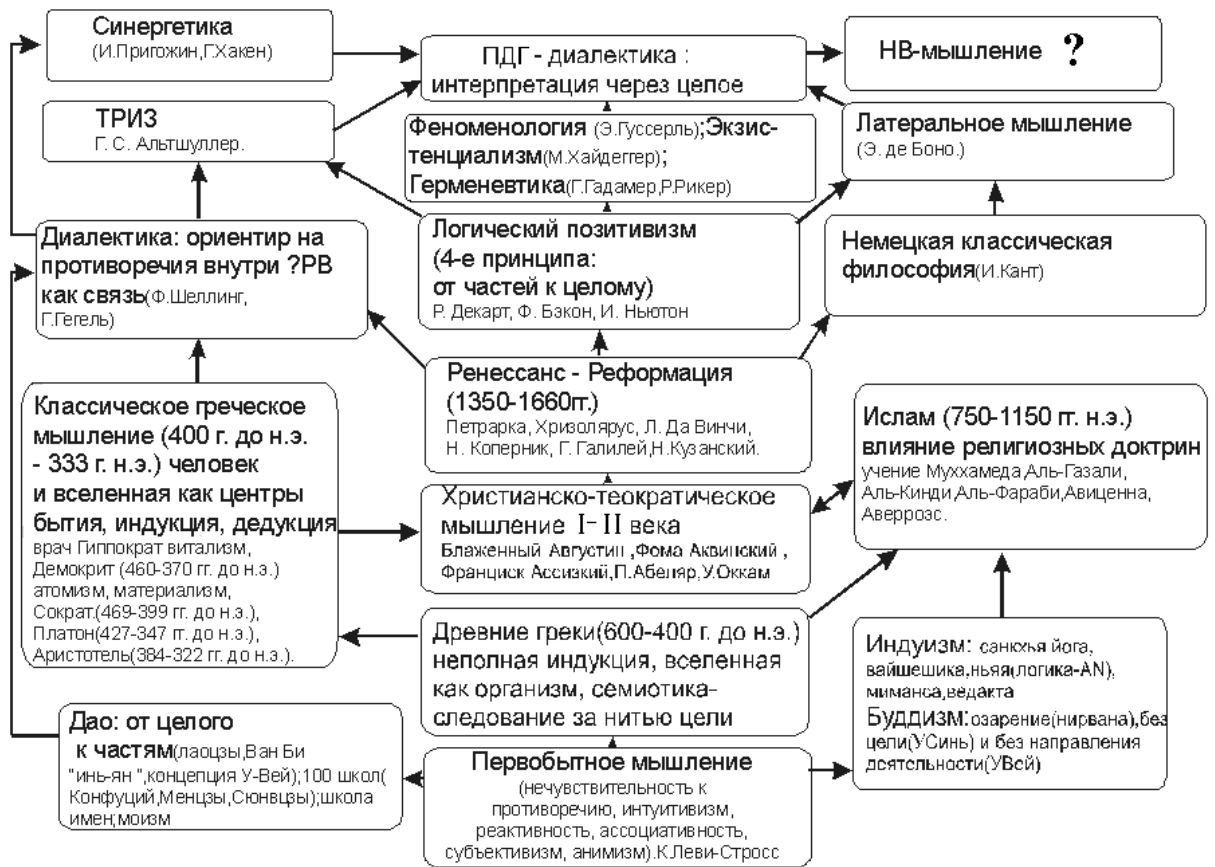 Синергетика
(И.Пригожин,Г.Хакен)
ПДГ - диалектика :
интерпретация через целое
НВ-мышление ?
ТРИЗ
Г. С. Альтшуллер.
Феноменология (Э.Гуссерль);Экзис-
тенциализм(М.Хайдеггер);
Герменевтика(Г.Гадамер,Р.Рикер)
Латеральное мышление
(Э. де Боно.)
Диалектика: ориентир на
противоречия внутри ?РВ
как связь(Ф.Шеллинг,
Г.Гегель)
Логический позитивизм
(4-е принципа:
от частей к целому)
Р. Декарт, Ф. Бэкон, И. Ньютон
Немецкая классическая
философия(И.Кант)
Классическое греческое
мышление (400 г. до н.э.
- 333 г. н.э.) человек
и вселенная как центры
бытия, индукция, дедукция
врач Гиппократ витализм,
Демокрит (460-370 гг. до н.э.)
атомизм, материализм,
Сократ.(469-399 гг. до н.э.),
Платон(427-347 гг. до н.э.),
Аристотель(384-322 гг. до н.э.).
Ренессанс - Реформация
(1350-1660гг.)
Петрарка, Хризолярус, Л. Да Винчи,
Н. Коперник, Г. Галилей,Н.Кузанский.
Ислам (750-1150 гг. н.э.)
влияние религиозных доктрин
учение Муххамеда,Аль-Газали,
Аль-Кинди,Аль-Фараби,Авиценна,
Аверроэс.
Христианско-теократическое
мышление I- II века
Блаженный Августин ,Фома Аквинский ,
Франциск Ассизкий,П.Абеляр,У.Оккам
Древние греки(600-400 г. до н.э.)
неполная индукция, вселенная
как организм, семиотика-
следование за нитью цели
Индуизм: санкхья йога,
вайшешика,ньяя(логика-AN),
миманса,ведакта
Буддизм:озарение(нирвана),без
цели(УСинь) и без направления
деятельности(УВей)
Дао: от целого
к частям(лаоцзы,Ван Би
"инь-ян ",концепция У-Вей);100 школ(
Конфуций,Менцзы,Сюнвцзы);школа
имен;моизм
Первобытное мышление
(нечувствительность к
противоречию, интуитивизм,
реактивность, ассоциативность,
субъективизм, анимизм).К.Леви-Стросс